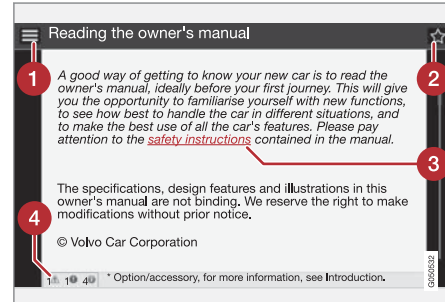 Reading the owner's manual
1
2
A good way of getting to know your new car is to read the
owner's manual, ideally before your first journey. This will give
you the opportunity to familiarise yourself with new functions,
to see how best to handle the car in different situations, and
to make the best use of all the car's features. Please pay
attention to the safety instructions contained in the manual.
3
The specifications, design features and illustrations in this
owner's manual are not binding. We reserve the right to make
modifications without prior notice.
4
© Volvo Car Corporation
1 1 4 * Option/accessory, for more information, see Introduction.
G050532